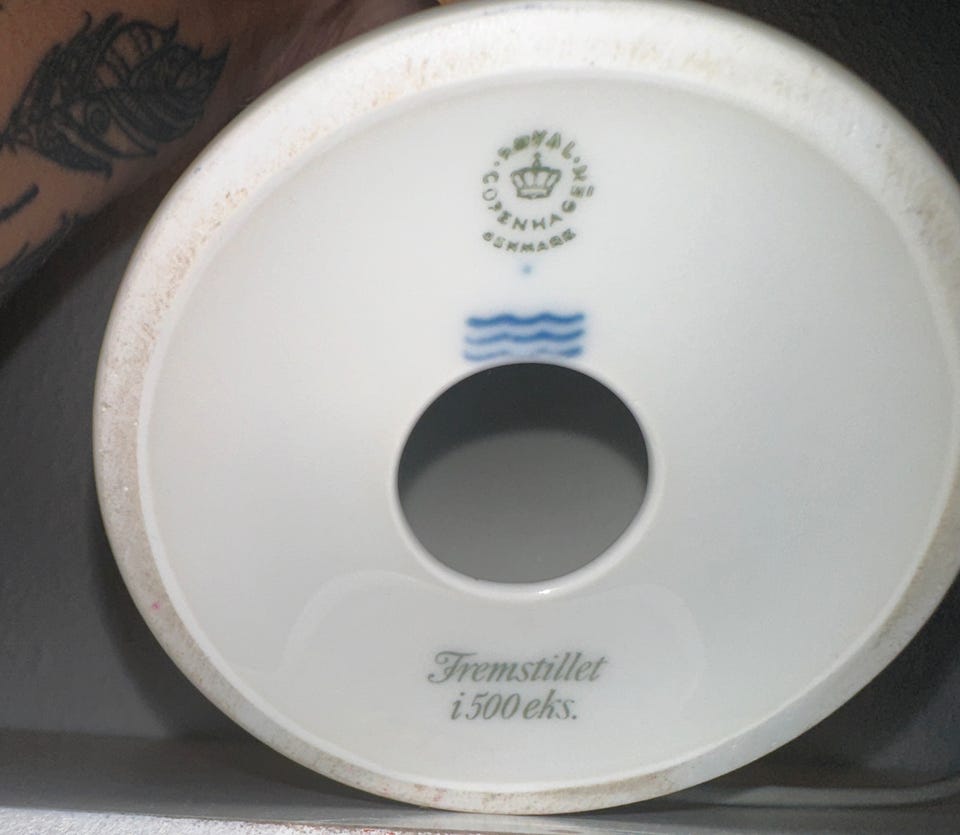 ROYAL
COPENHAGEN
DENMARK
Fremstillet
i 500 eks.